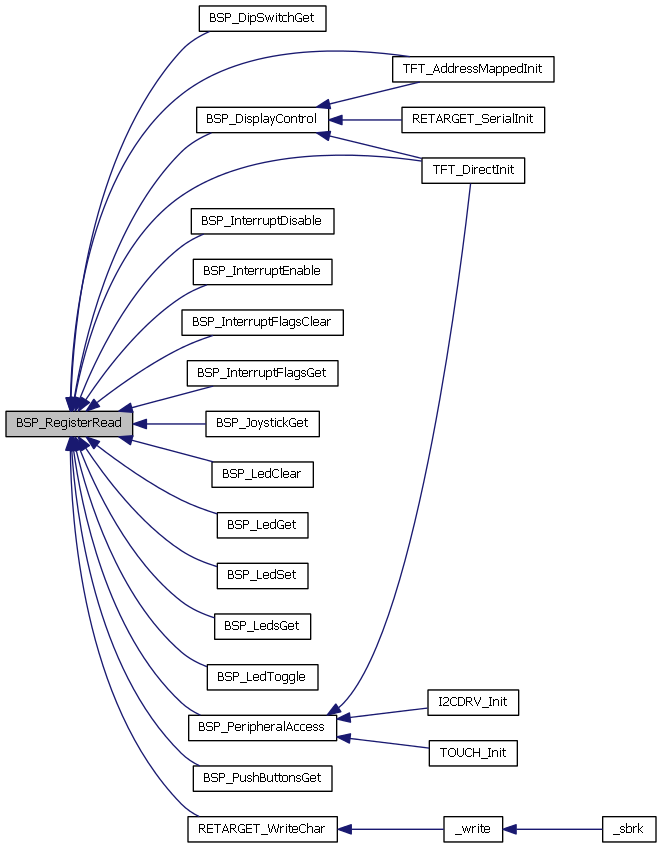 BSP_DipSwitchGet
TFT_AddressMappedInit
BSP_DisplayControl
RETARGET_SerialInit
TFT_DirectInit
BSP_InterruptDisable
BSP_InterruptEnable
BSP_InterruptFlagsClear
BSP_InterruptFlagsGet
BSP_RegisterRead
BSP_JoystickGet
BSP_LedClear
BSP_LedGet
BSP_LedSet
BSP_LedsGet
BSP_LedToggle
I2CDRV_Init
BSP_PeripheralAccess
TOUCH_Init
BSP_PushButtonsGet
RETARGET_WriteChar
_write
_sbrk